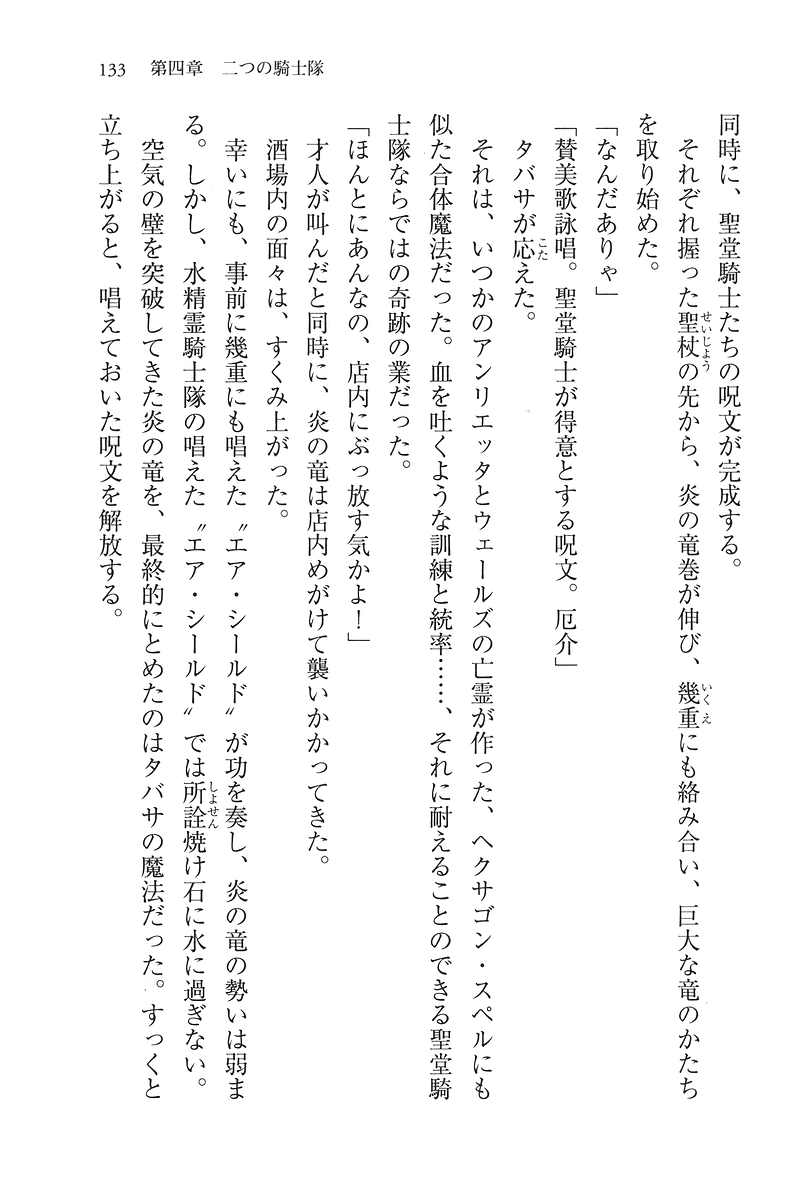 133　第四章　二つの騎士隊
同時に、聖堂騎士たちの呪文が完成する。
　それぞれ握った聖杖の先から、炎の竜巻が伸び、幾重にも絡み合い、巨大な竜のかたち
を取り始めた。
「なんだありゃ」
「賛美歌詠唱。聖堂騎士が得意とする呪文。厄介」
　タバサが応えた。
　それは、いつかのアンリエッタとウェールズの亡霊が作った、ヘクサゴン・スペルにも
似た合体魔法だった。血を吐くような訓練と統率……、それに耐えることのできる聖堂騎
士隊ならではの奇跡の業だった。
「ほんとにあんなの、店内にぶっ放す気かよ！」
　才人が叫んだと同時に、炎の竜は店内めがけて襲いかかってきた。
　酒場内の面々は、すくみ上がった。
　幸いにも、事前に幾重にも唱えた〝エア・シールド〟が功を奏し、炎の竜の勢いは弱ま
る。しかし、水精霊騎士隊の唱えた〝エア・シールド〟では所詮焼け石に水に過ぎない。
　空気の壁を突破してきた炎の竜を、最終的にとめたのはタバサの魔法だった。すっくと
立ち上がると、唱えておいた呪文を解放する。